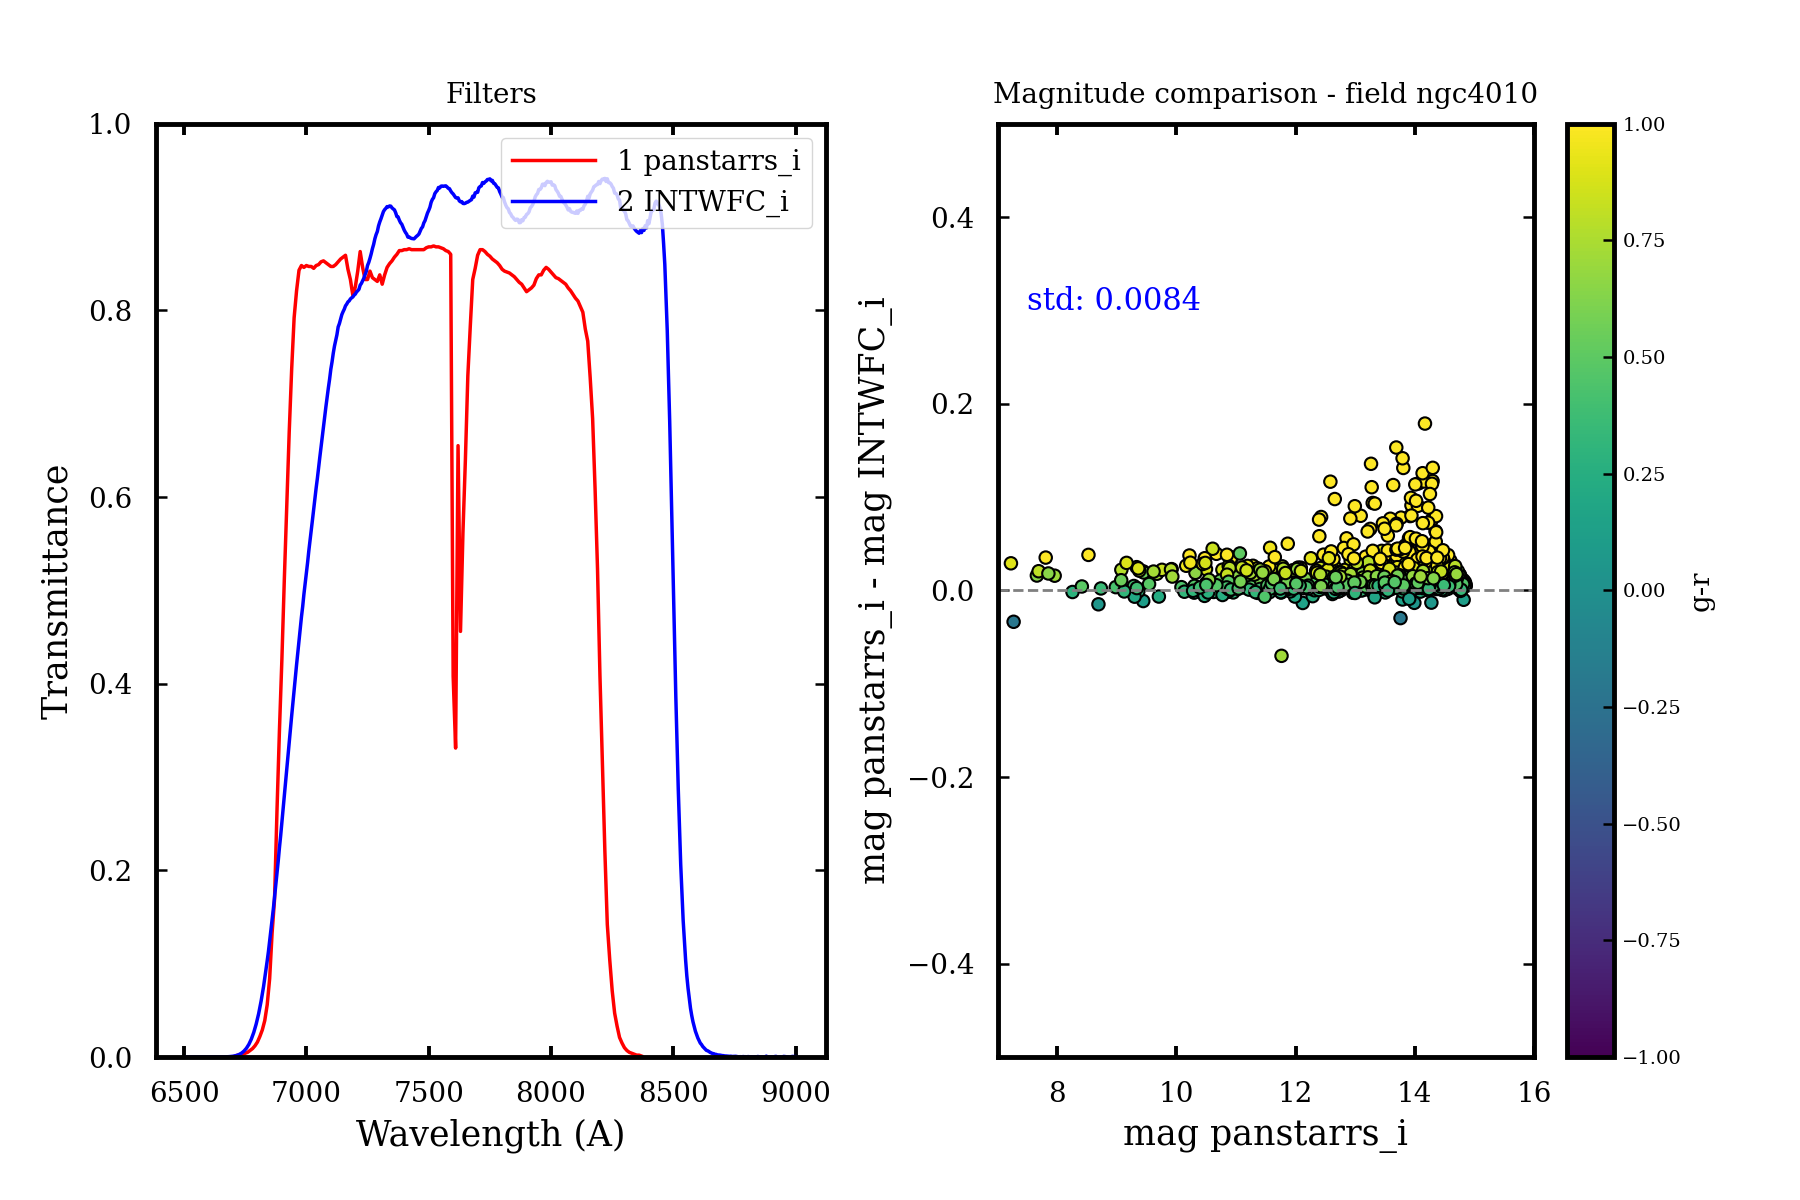 Filters
1 panstarrs_i
2 INTWFC_i
1.0
0.8
0.6
0.4
0.2
0.0
Transmittance
6500 7000 7500 8000 8500 9000
Wavelength (A)
Magnitude comparison - field ngc4010
std: 0.0084
0.4
0.2
0.0
−0.2
−0.4
mag panstarrs_i - mag INTWFC_i
8 10 12 14 16
mag panstarrs_i
1.00
0.75
0.50
0.25
0.00
−0.25
−0.50
−0.75
−1.00
g-r